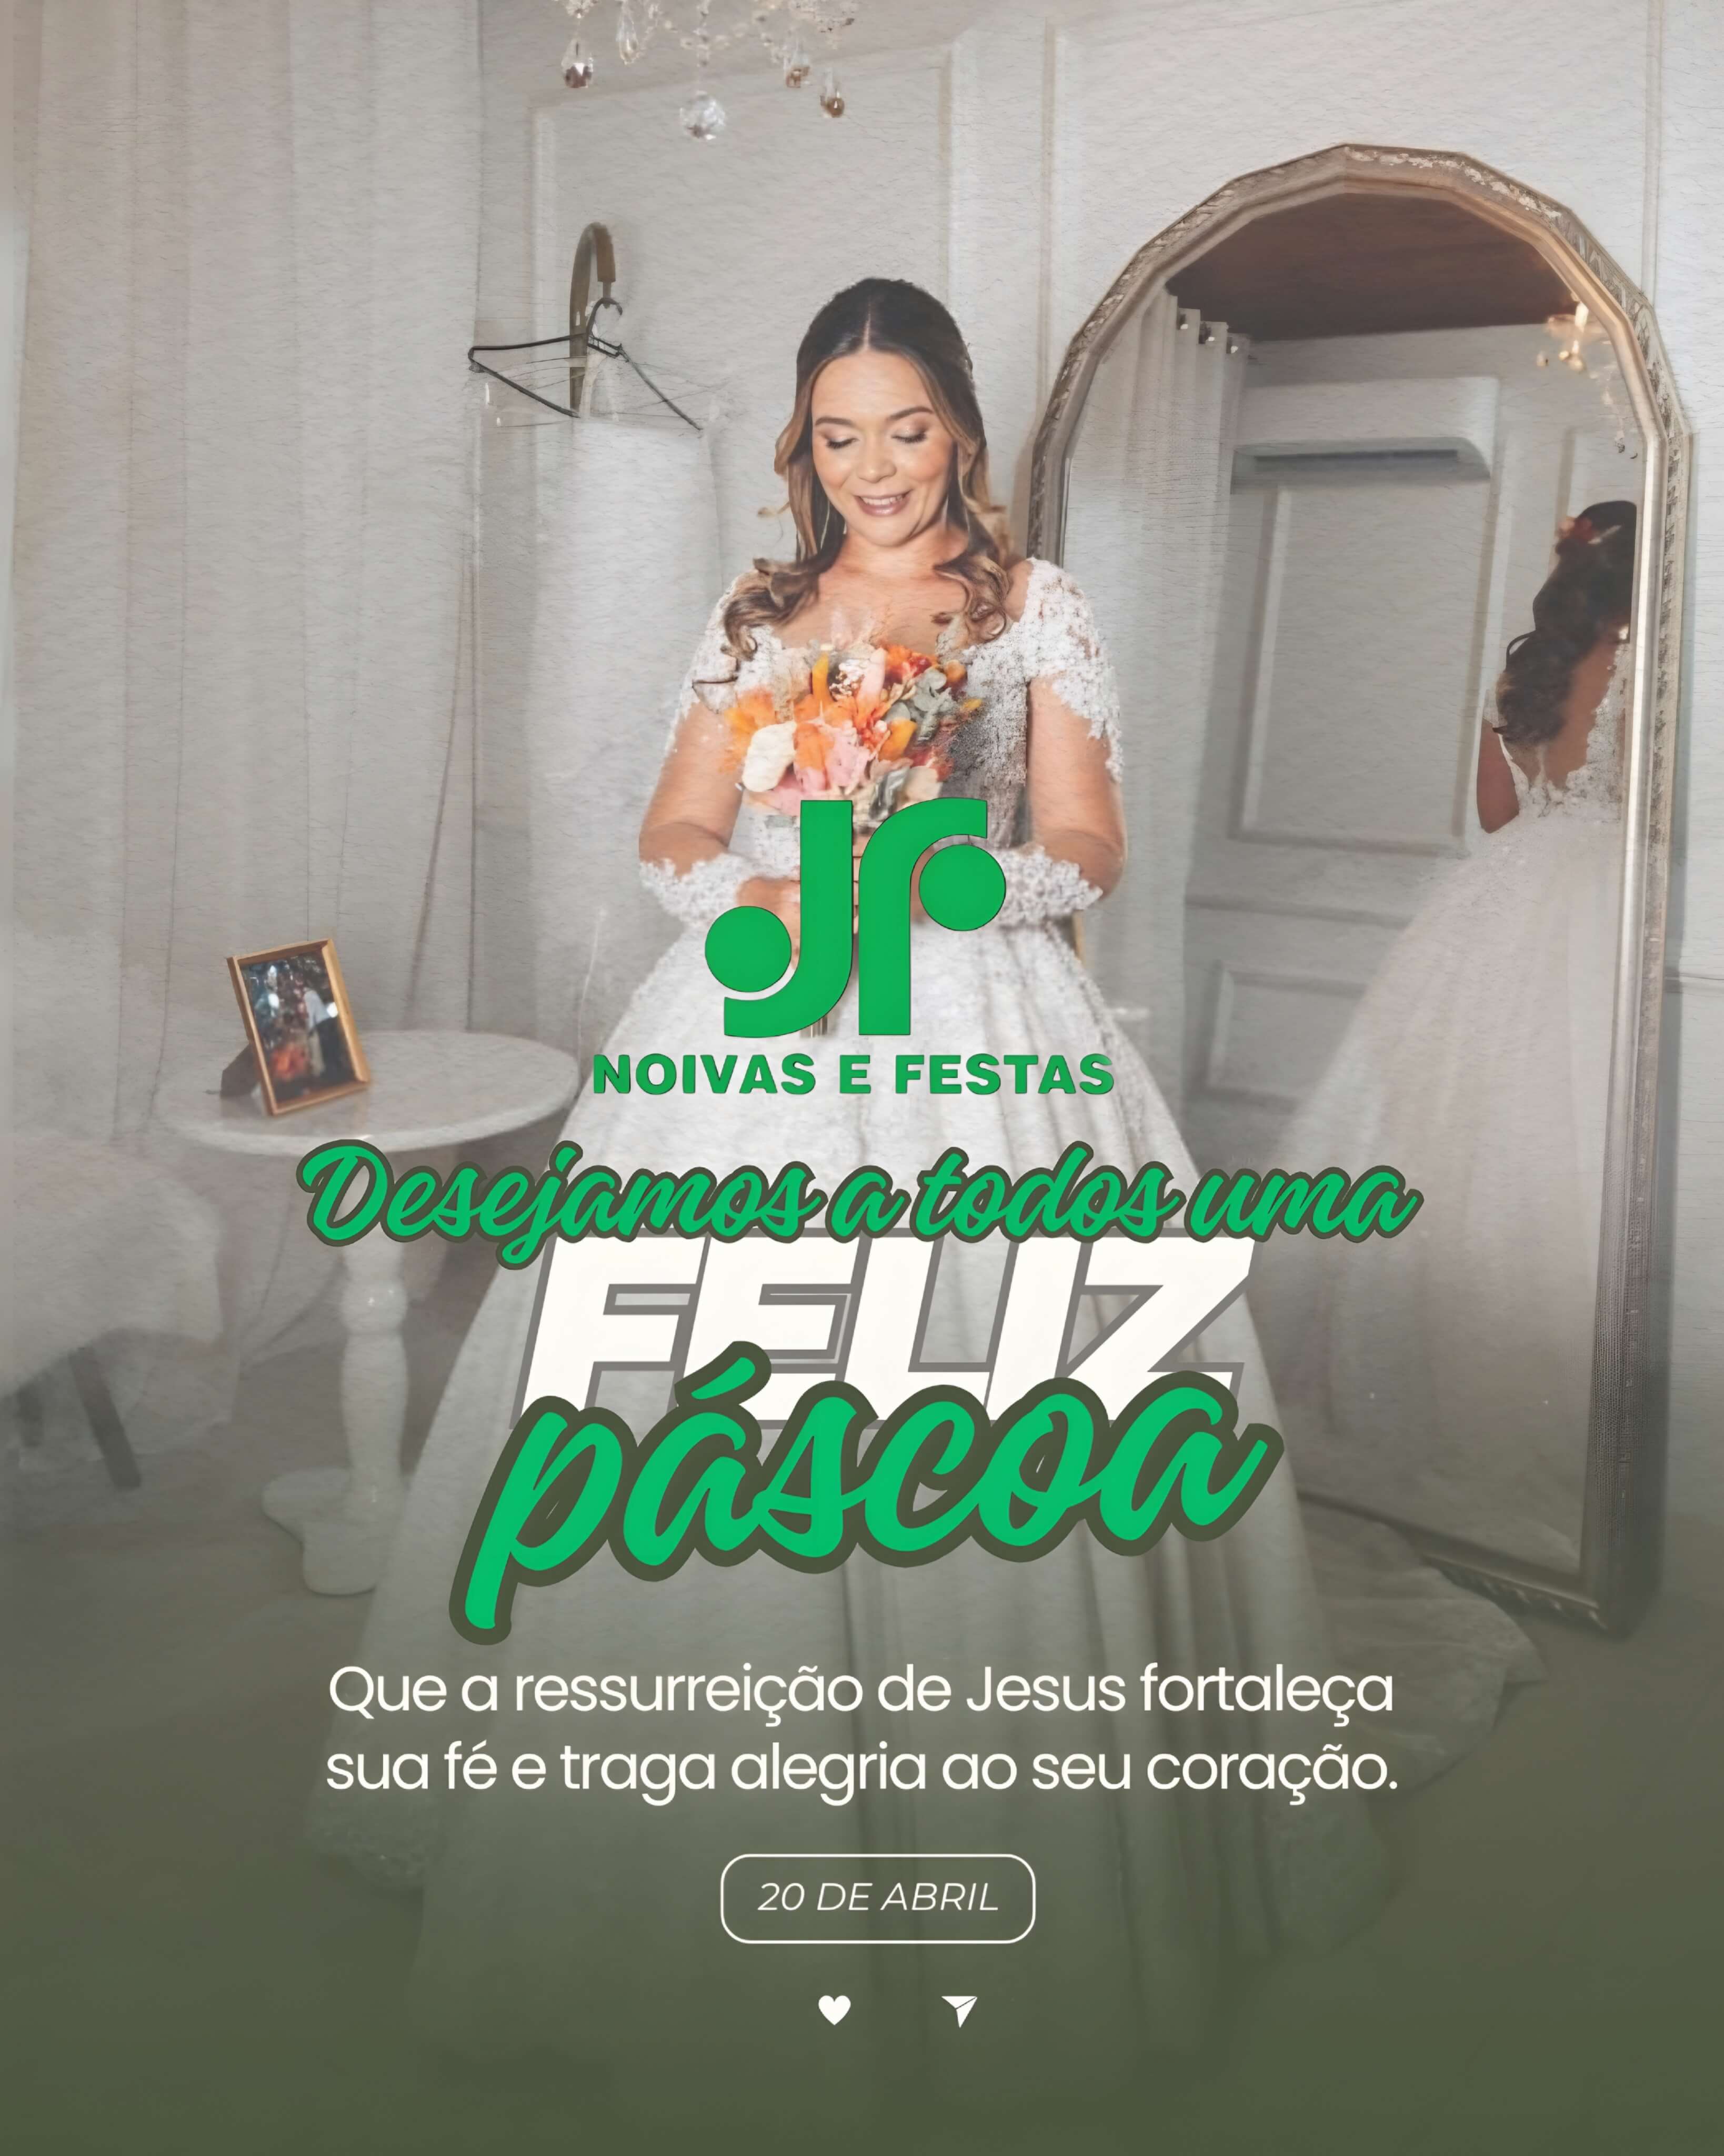 JF
NOIVAS E FESTAS
Desejamos a todos uma
FELIZ
páscoa
Que a ressurreição de Jesus fortaleça
sua fé e traga alegria ao seu coração.
20 DE ABRIL